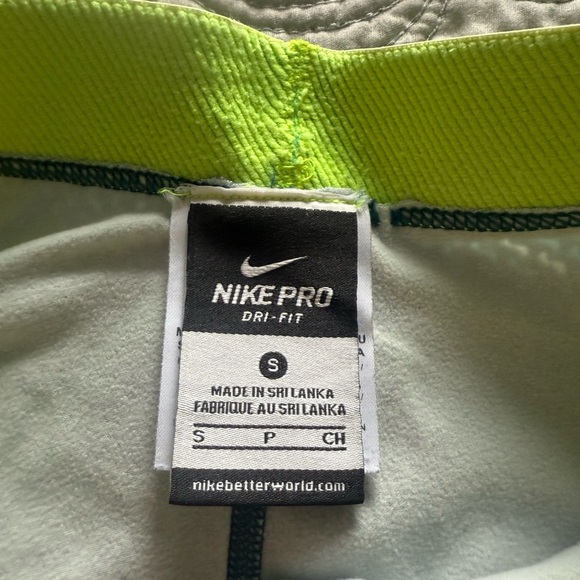 NIKE PRO
DRI-FIT
S
MADE IN SRI LANKA
FABRIQUE AU SRI LANKA
S P CH
nikebetterworld.com